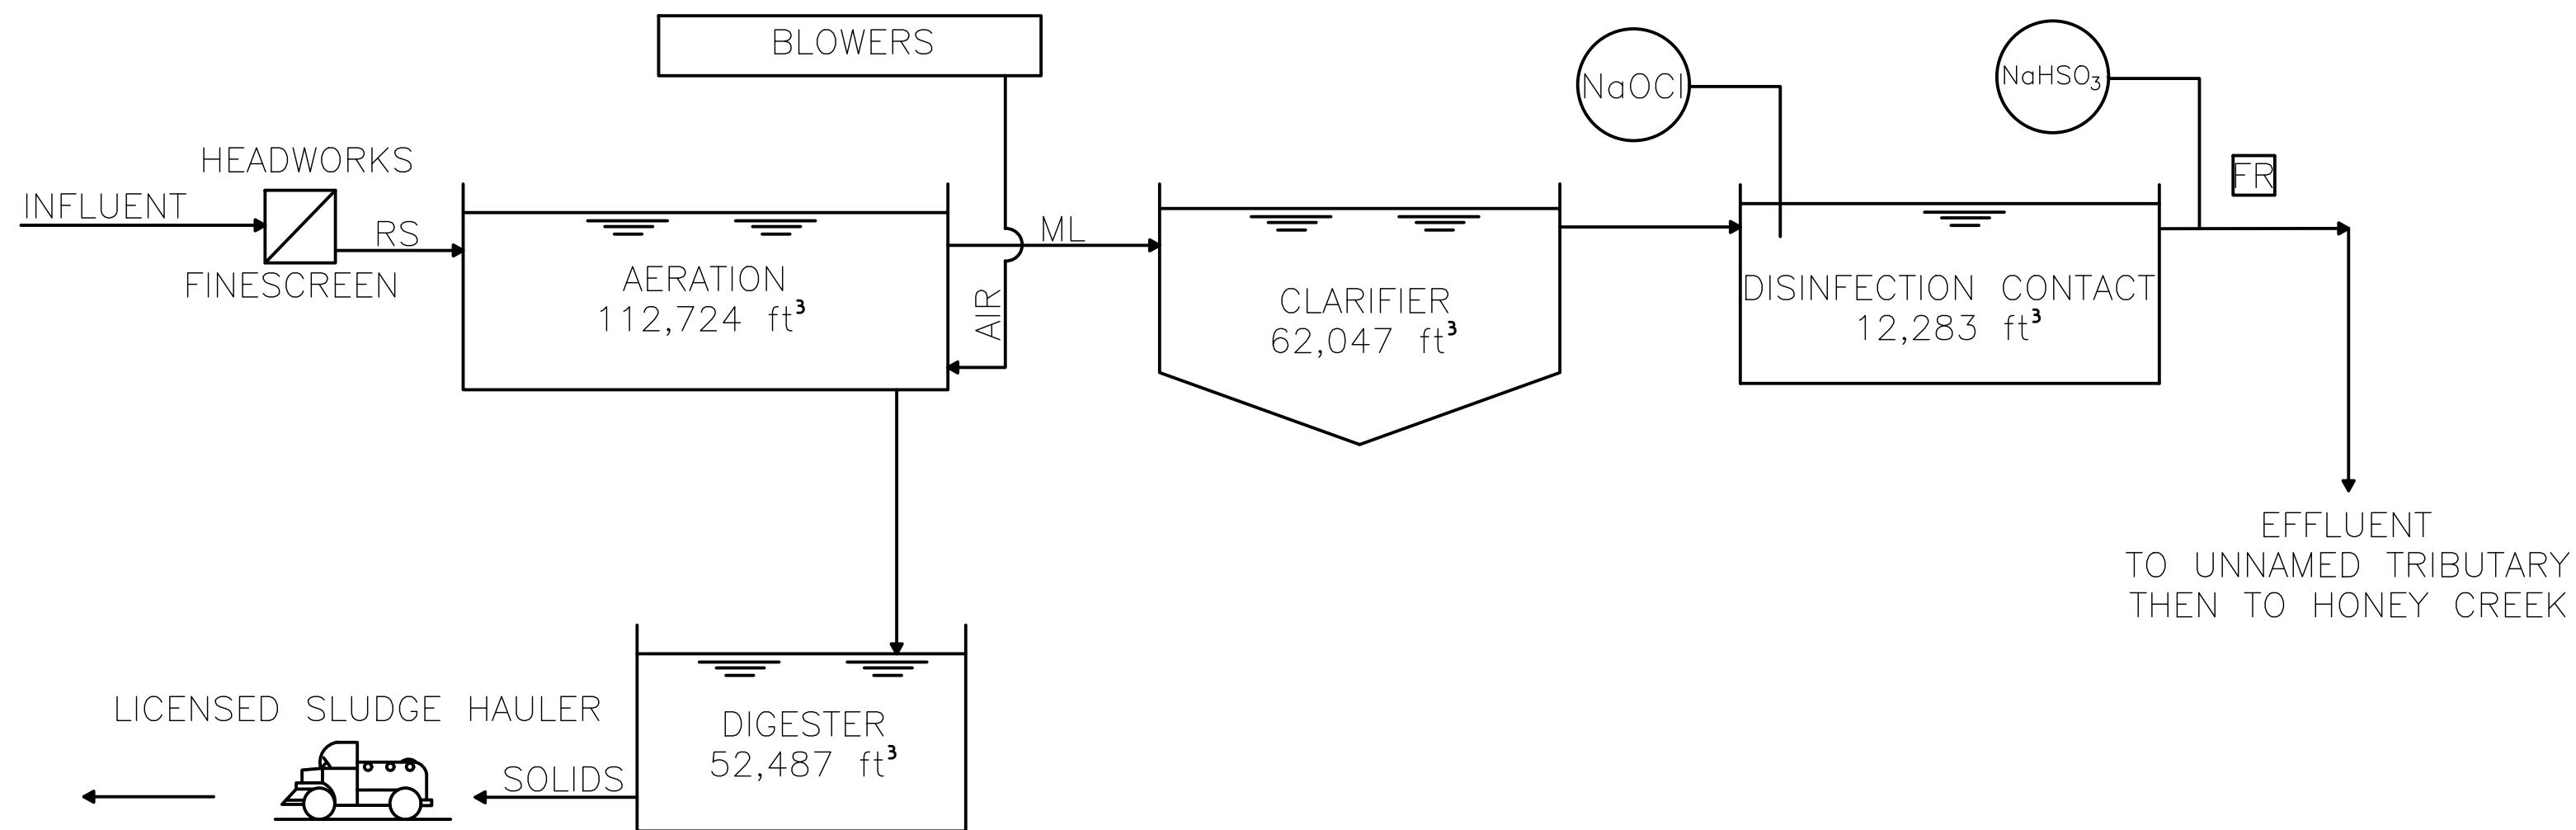 BLOWERS
NaOCl
NaHSO₃
HEADWORKS
INFLUENT
RS
FINESCREEN
AERATION
112,724 ft³
AIR
ML
CLARIFIER
62,047 ft³
DISINFECTION CONTACT
12,283 ft³
FR
EFFLUENT
TO UNNAMED TRIBUTARY
THEN TO HONEY CREEK
LICENSED SLUDGE HAULER
SOLIDS
DIGESTER
52,487 ft³